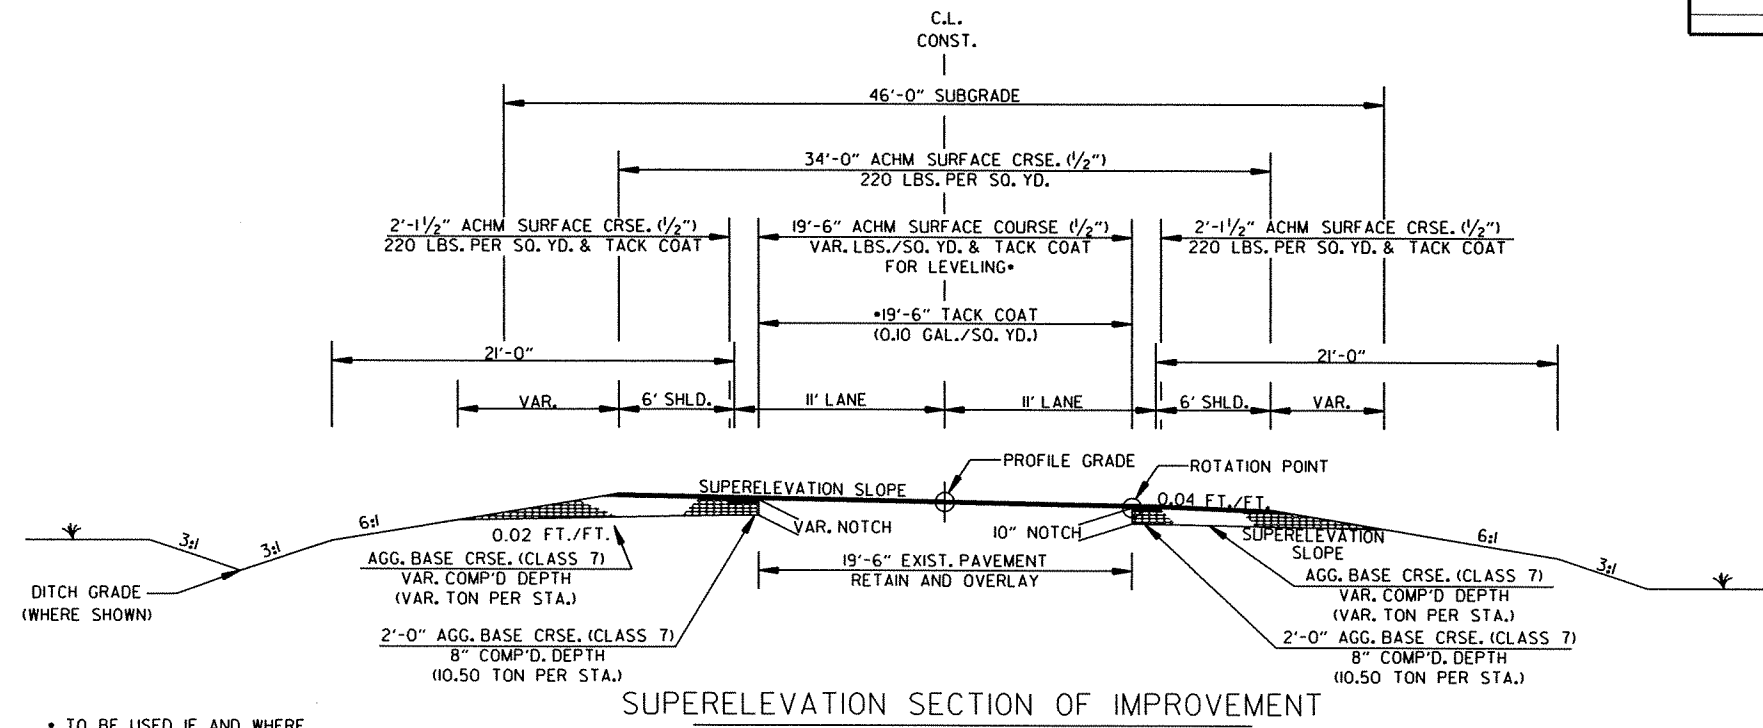 C.L.
CONST.
46'-0" SUBGRADE
34'-0" ACHM SURFACE CRSE. (1/2")
220 LBS. PER SQ. YD.
2'-1 1/2" ACHM SURFACE CRSE. (1/2")
220 LBS. PER SQ. YD. & TACK COAT
19'-6" ACHM SURFACE COURSE (1/2")
VAR. LBS./SQ. YD. & TACK COAT
FOR LEVELING•
2'-1 1/2" ACHM SURFACE CRSE. (1/2")
220 LBS. PER SQ. YD. & TACK COAT
•19'-6" TACK COAT
(0.10 GAL./SQ. YD.)
21'-0"
21'-0"
VAR.
6' SHLD.
11' LANE
11' LANE
6' SHLD.
VAR.
PROFILE GRADE
ROTATION POINT
SUPERELEVATION SLOPE
0.04 FT./FT.
VAR. NOTCH
10" NOTCH
0.02 FT./FT.
SUPERELEVATION
SLOPE
6:1
3:1
3:1
6:1
3:1
DITCH GRADE
(WHERE SHOWN)
AGG. BASE CRSE. (CLASS 7)
VAR. COMP'D DEPTH
(VAR. TON PER STA.)
19'-6" EXIST. PAVEMENT
RETAIN AND OVERLAY
AGG. BASE CRSE. (CLASS 7)
VAR. COMP'D DEPTH
(VAR. TON PER STA.)
2'-0" AGG. BASE CRSE. (CLASS 7)
8" COMP'D. DEPTH
(10.50 TON PER STA.)
2'-0" AGG. BASE CRSE. (CLASS 7)
8" COMP'D. DEPTH
(10.50 TON PER STA.)
SUPERELEVATION SECTION OF IMPROVEMENT
• TO BE USED IF AND WHERE